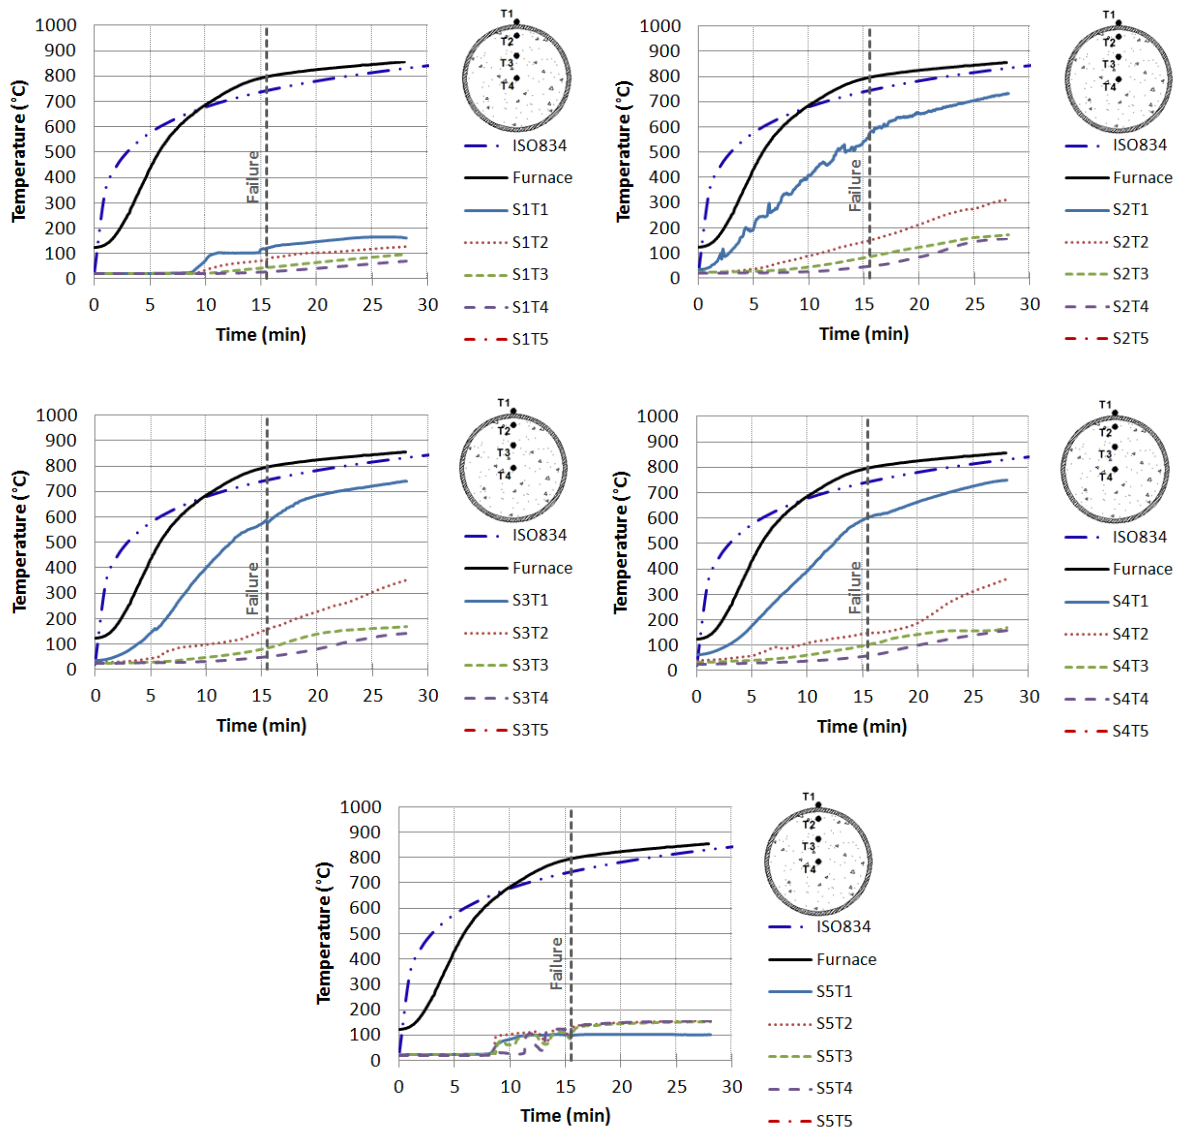 1000
900
800
700
600
500
400
300
200
100
0
Temperature (°C)
0 5 10 15 20 25 30
Time (min)
Failure
T1
T2
T3
T4
ISO834
Furnace
S1T1
S1T2
S1T3
S1T4
S1T5
1000
900
800
700
600
500
400
300
200
100
0
Temperature (°C)
0 5 10 15 20 25 30
Time (min)
Failure
T1
T2
T3
T4
ISO834
Furnace
S2T1
S2T2
S2T3
S2T4
S2T5
1000
900
800
700
600
500
400
300
200
100
0
Temperature (°C)
0 5 10 15 20 25 30
Time (min)
Failure
T1
T2
T3
T4
ISO834
Furnace
S3T1
S3T2
S3T3
S3T4
S3T5
1000
900
800
700
600
500
400
300
200
100
0
Temperature (°C)
0 5 10 15 20 25 30
Time (min)
Failure
T1
T2
T3
T4
ISO834
Furnace
S4T1
S4T2
S4T3
S4T4
S4T5
1000
900
800
700
600
500
400
300
200
100
0
Temperature (°C)
0 5 10 15 20 25 30
Time (min)
Failure
T1
T2
T3
T4
ISO834
Furnace
S5T1
S5T2
S5T3
S5T4
S5T5